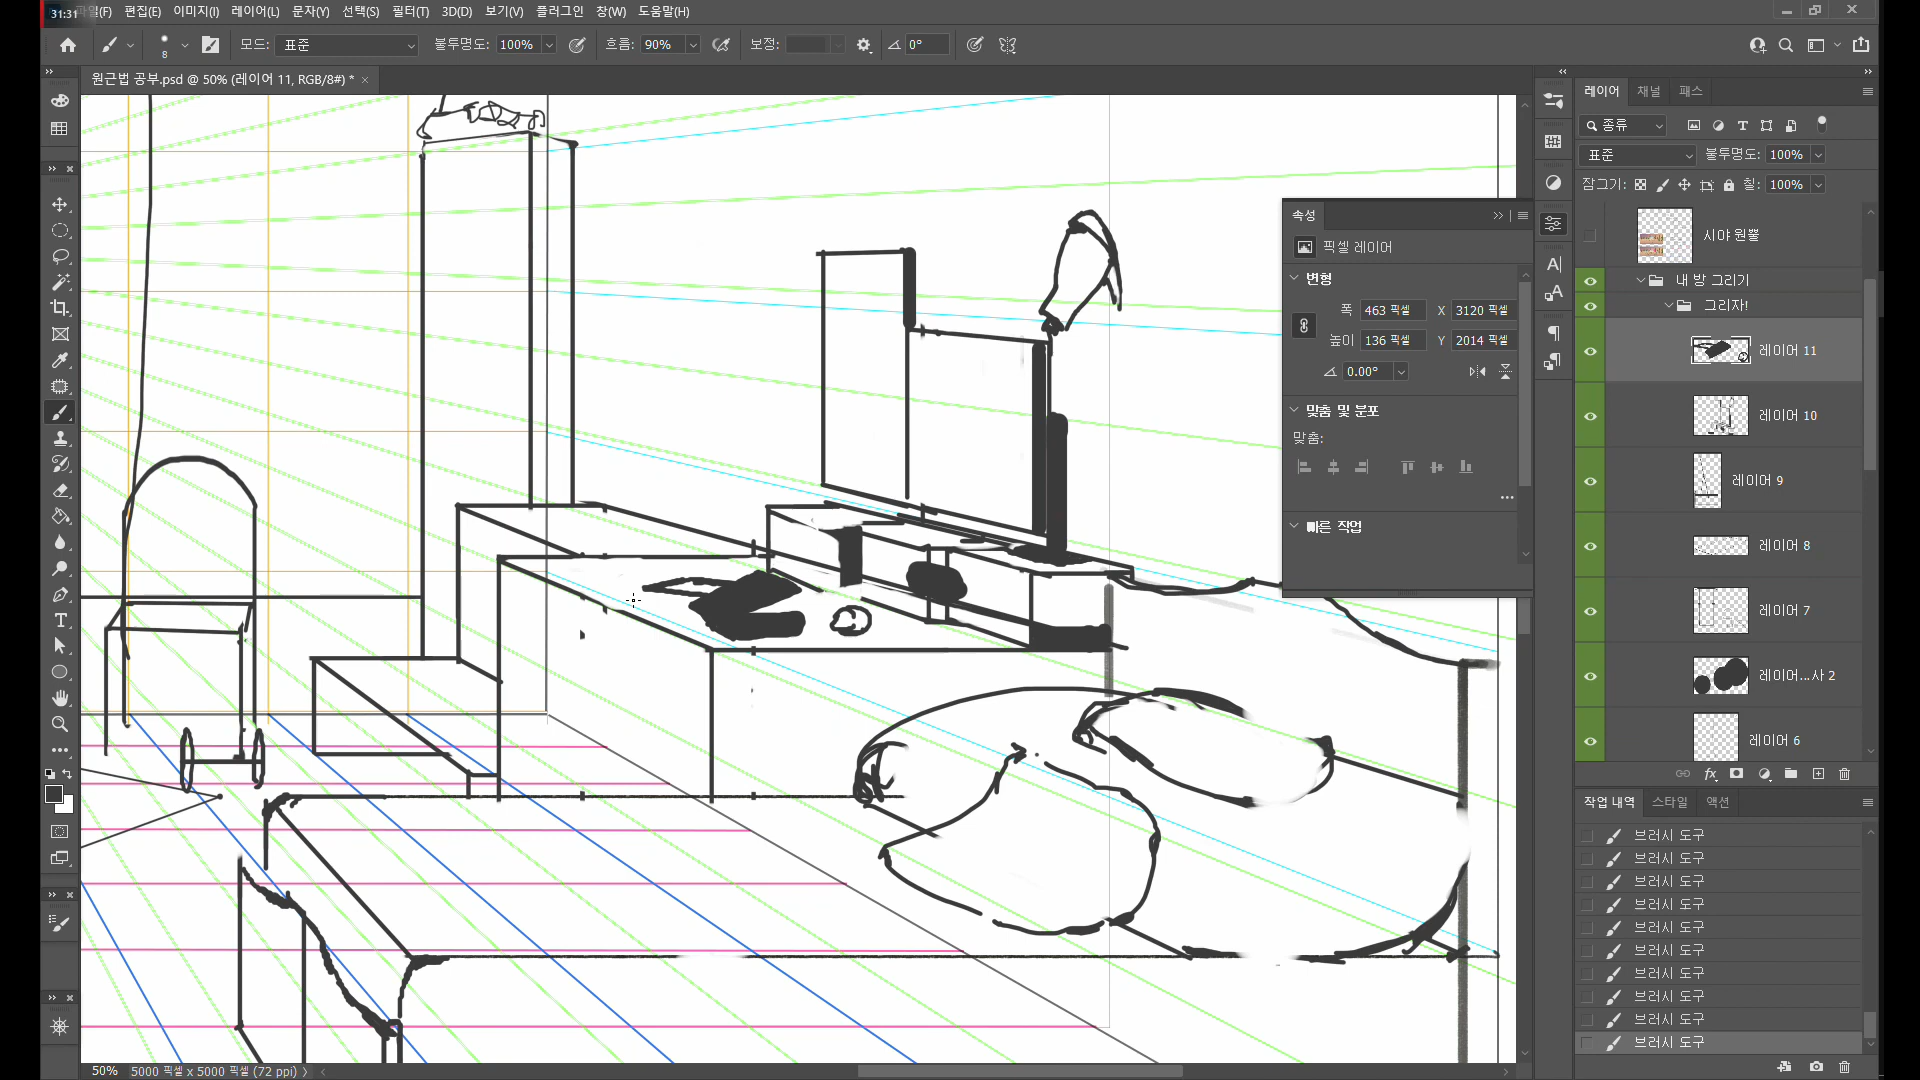 31:31
파일(F) 편집(E) 이미지(I) 레이어(L) 문자(Y) 선택(S) 필터(T) 3D(D) 보기(V) 플러그인 창(W) 도움말(H)
8 모드: 표준 불투명도: 100% 흐름: 90% 보정: 0°
원근법 공부.psd @ 50% (레이어 11, RGB/8#) * ×
속성
픽셀 레이어
변형
폭 463 픽셀 X 3120 픽셀
높이 136 픽셀 Y 2014 픽셀
0.00°
맞춤 및 분포
맞춤:
빠른 작업
레이어 채널 패스
종류
표준 불투명도: 100%
잠그기: 칠: 100%
시야 원뿔
내 방 그리기
그리자!
레이어 11
레이어 10
레이어 9
레이어 8
레이어 7
레이어...사 2
레이어 6
작업 내역 스타일 액션
브러시 도구
브러시 도구
브러시 도구
브러시 도구
브러시 도구
브러시 도구
브러시 도구
브러시 도구
브러시 도구
브러시 도구
50% 5000 픽셀 x 5000 픽셀 (72 ppi)